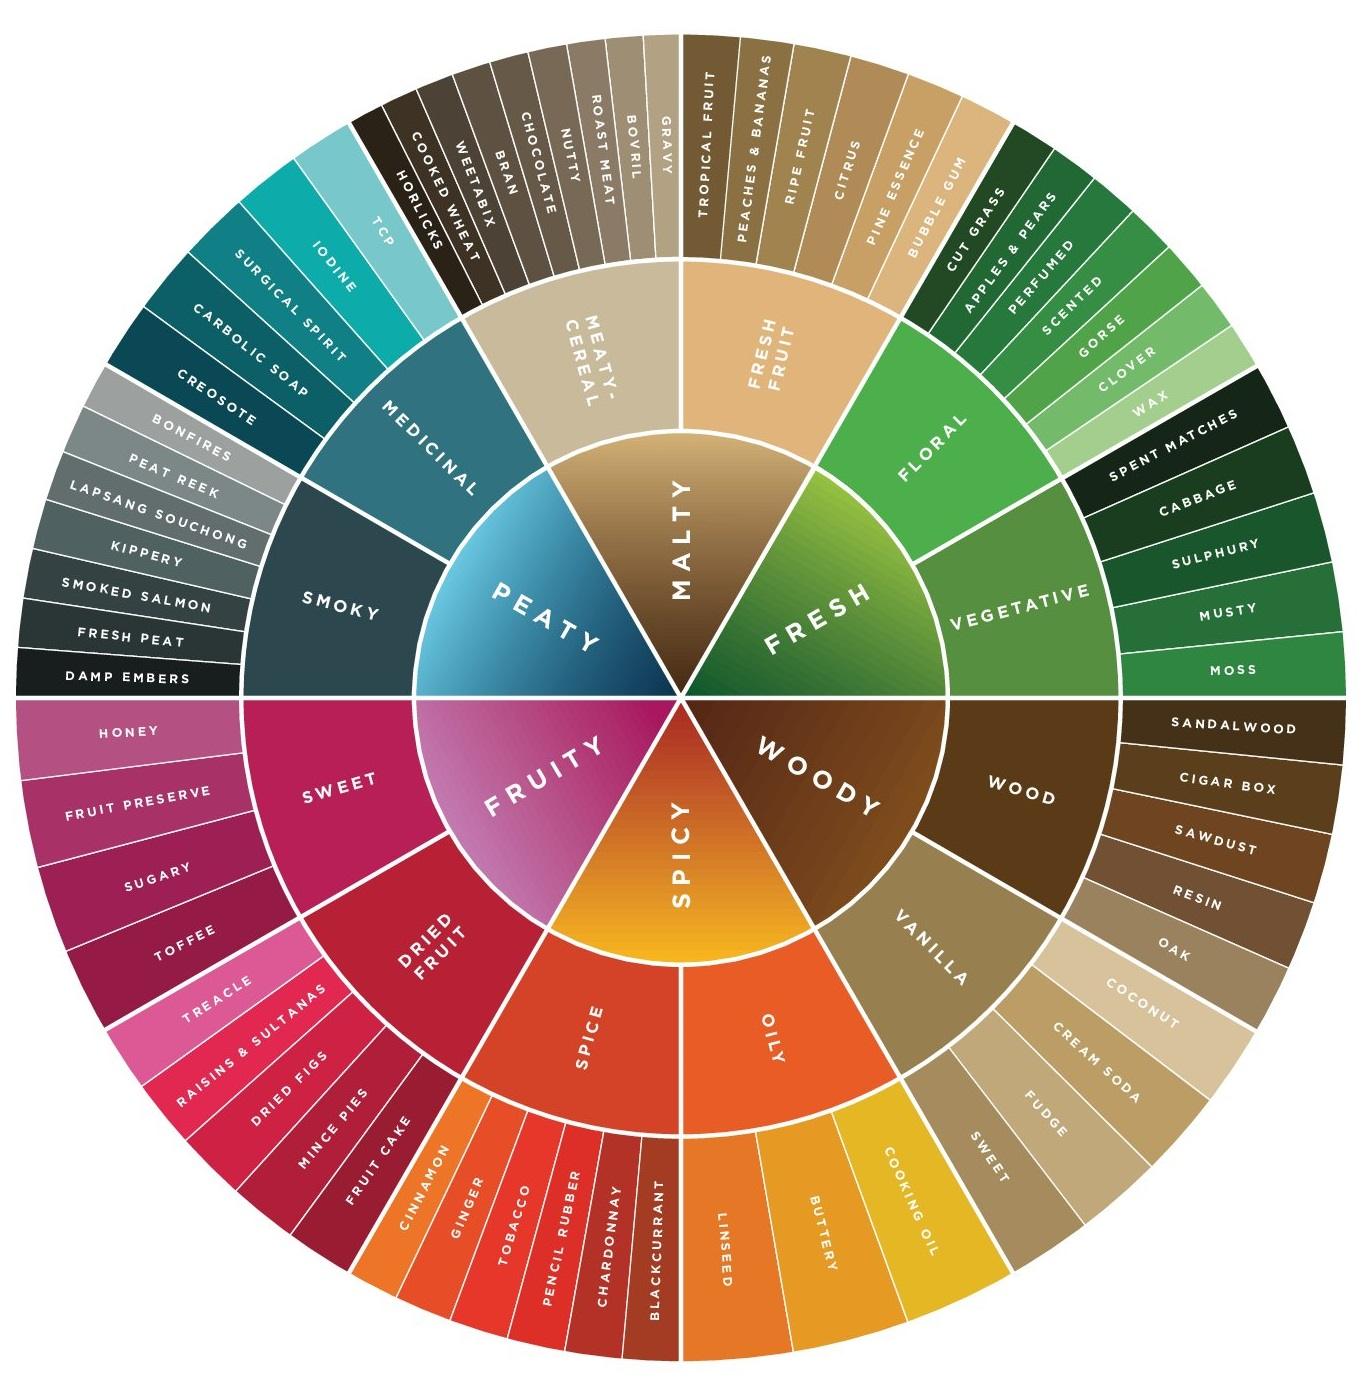 MALTY
FRESH
WOODY
SPICY
FRUITY
PEATY
MEATY-
CEREAL
FRESH
FRUIT
FLORAL
VEGETATIVE
WOOD
VANILLA
OILY
SPICE
DRIED
FRUIT
SWEET
SMOKY
MEDICINAL
HORLICKS
COOKED WHEAT
WEETABIX
BRAN
CHOCOLATE
NUTTY
ROAST MEAT
BOVRIL
GRAVY
TROPICAL FRUIT
PEACHES & BANANAS
RIPE FRUIT
CITRUS
PINE ESSENCE
BUBBLE GUM
CUT GRASS
APPLES & PEARS
PERFUMED
SCENTED
GORSE
CLOVER
WAX
SPENT MATCHES
CABBAGE
SULPHURY
MUSTY
MOSS
SANDALWOOD
CIGAR BOX
SAWDUST
RESIN
OAK
COCONUT
CREAM SODA
FUDGE
SWEET
COOKING OIL
BUTTERY
LINSEED
BLACKCURRANT
CHARDONNAY
PENCIL RUBBER
TOBACCO
GINGER
CINNAMON
FRUIT CAKE
MINCE PIES
DRIED FIGS
RAISINS & SULTANAS
TREACLE
TOFFEE
SUGARY
FRUIT PRESERVE
HONEY
DAMP EMBERS
FRESH PEAT
SMOKED SALMON
KIPPERY
LAPSANG SOUCHONG
PEAT REEK
BONFIRES
CREOSOTE
CARBOLIC SOAP
SURGICAL SPIRIT
IODINE
TCP